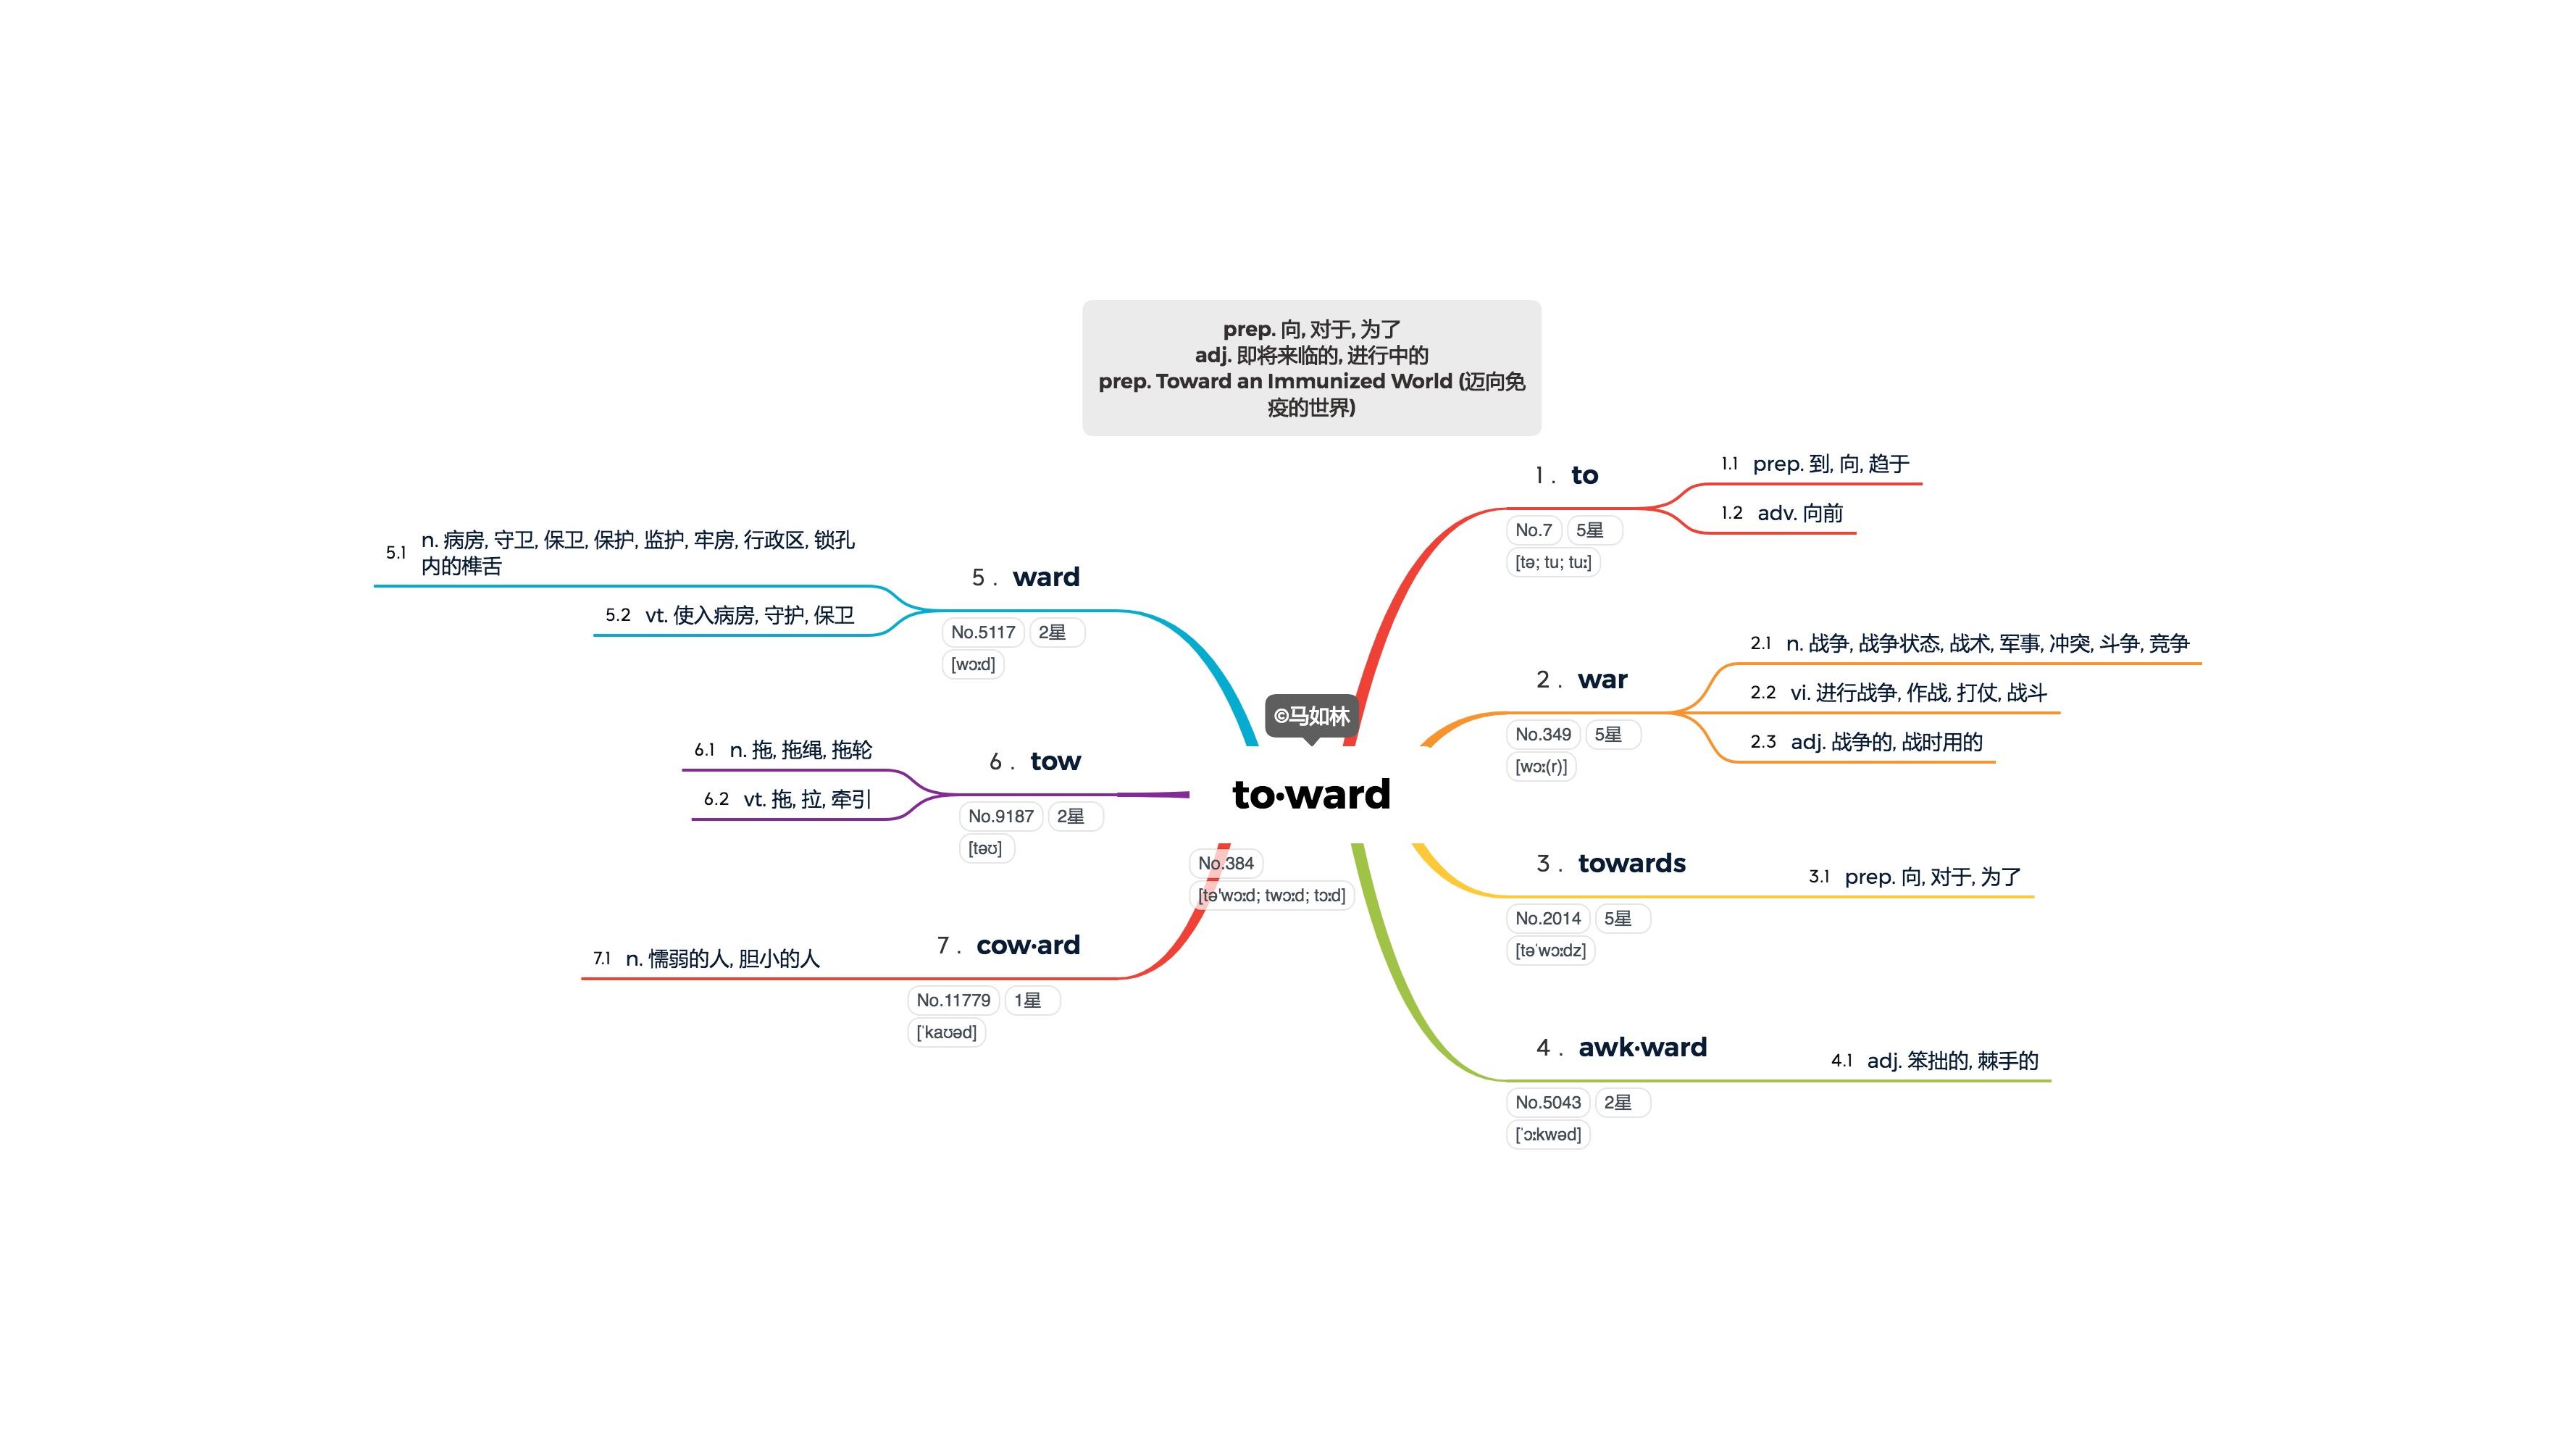 prep. 向, 对于, 为了
adj. 即将来临的, 进行中的
prep. Toward an Immunized World (迈向免
疫的世界)
©马如林
to·ward
No.384
[tə'wɔːd; twɔːd; tɔːd]
1. to
No.7 5星
[tə; tu; tuː]
1.1 prep. 到, 向, 趋于
1.2 adv. 向前
2. war
No.349 5星
[wɔː(r)]
2.1 n. 战争, 战争状态, 战术, 军事, 冲突, 斗争, 竞争
2.2 vi. 进行战争, 作战, 打仗, 战斗
2.3 adj. 战争的, 战时用的
3. towards
No.2014 5星
[təˈwɔːdz]
3.1 prep. 向, 对于, 为了
4. awk·ward
No.5043 2星
[ˈɔːkwəd]
4.1 adj. 笨拙的, 棘手的
5. ward
No.5117 2星
[wɔːd]
5.1 n. 病房, 守卫, 保卫, 保护, 监护, 牢房, 行政区, 锁孔
内的榫舌
5.2 vt. 使入病房, 守护, 保卫
6. tow
No.9187 2星
[təʊ]
6.1 n. 拖, 拖绳, 拖轮
6.2 vt. 拖, 拉, 牵引
7. cow·ard
No.11779 1星
[ˈkaʊəd]
7.1 n. 懦弱的人, 胆小的人